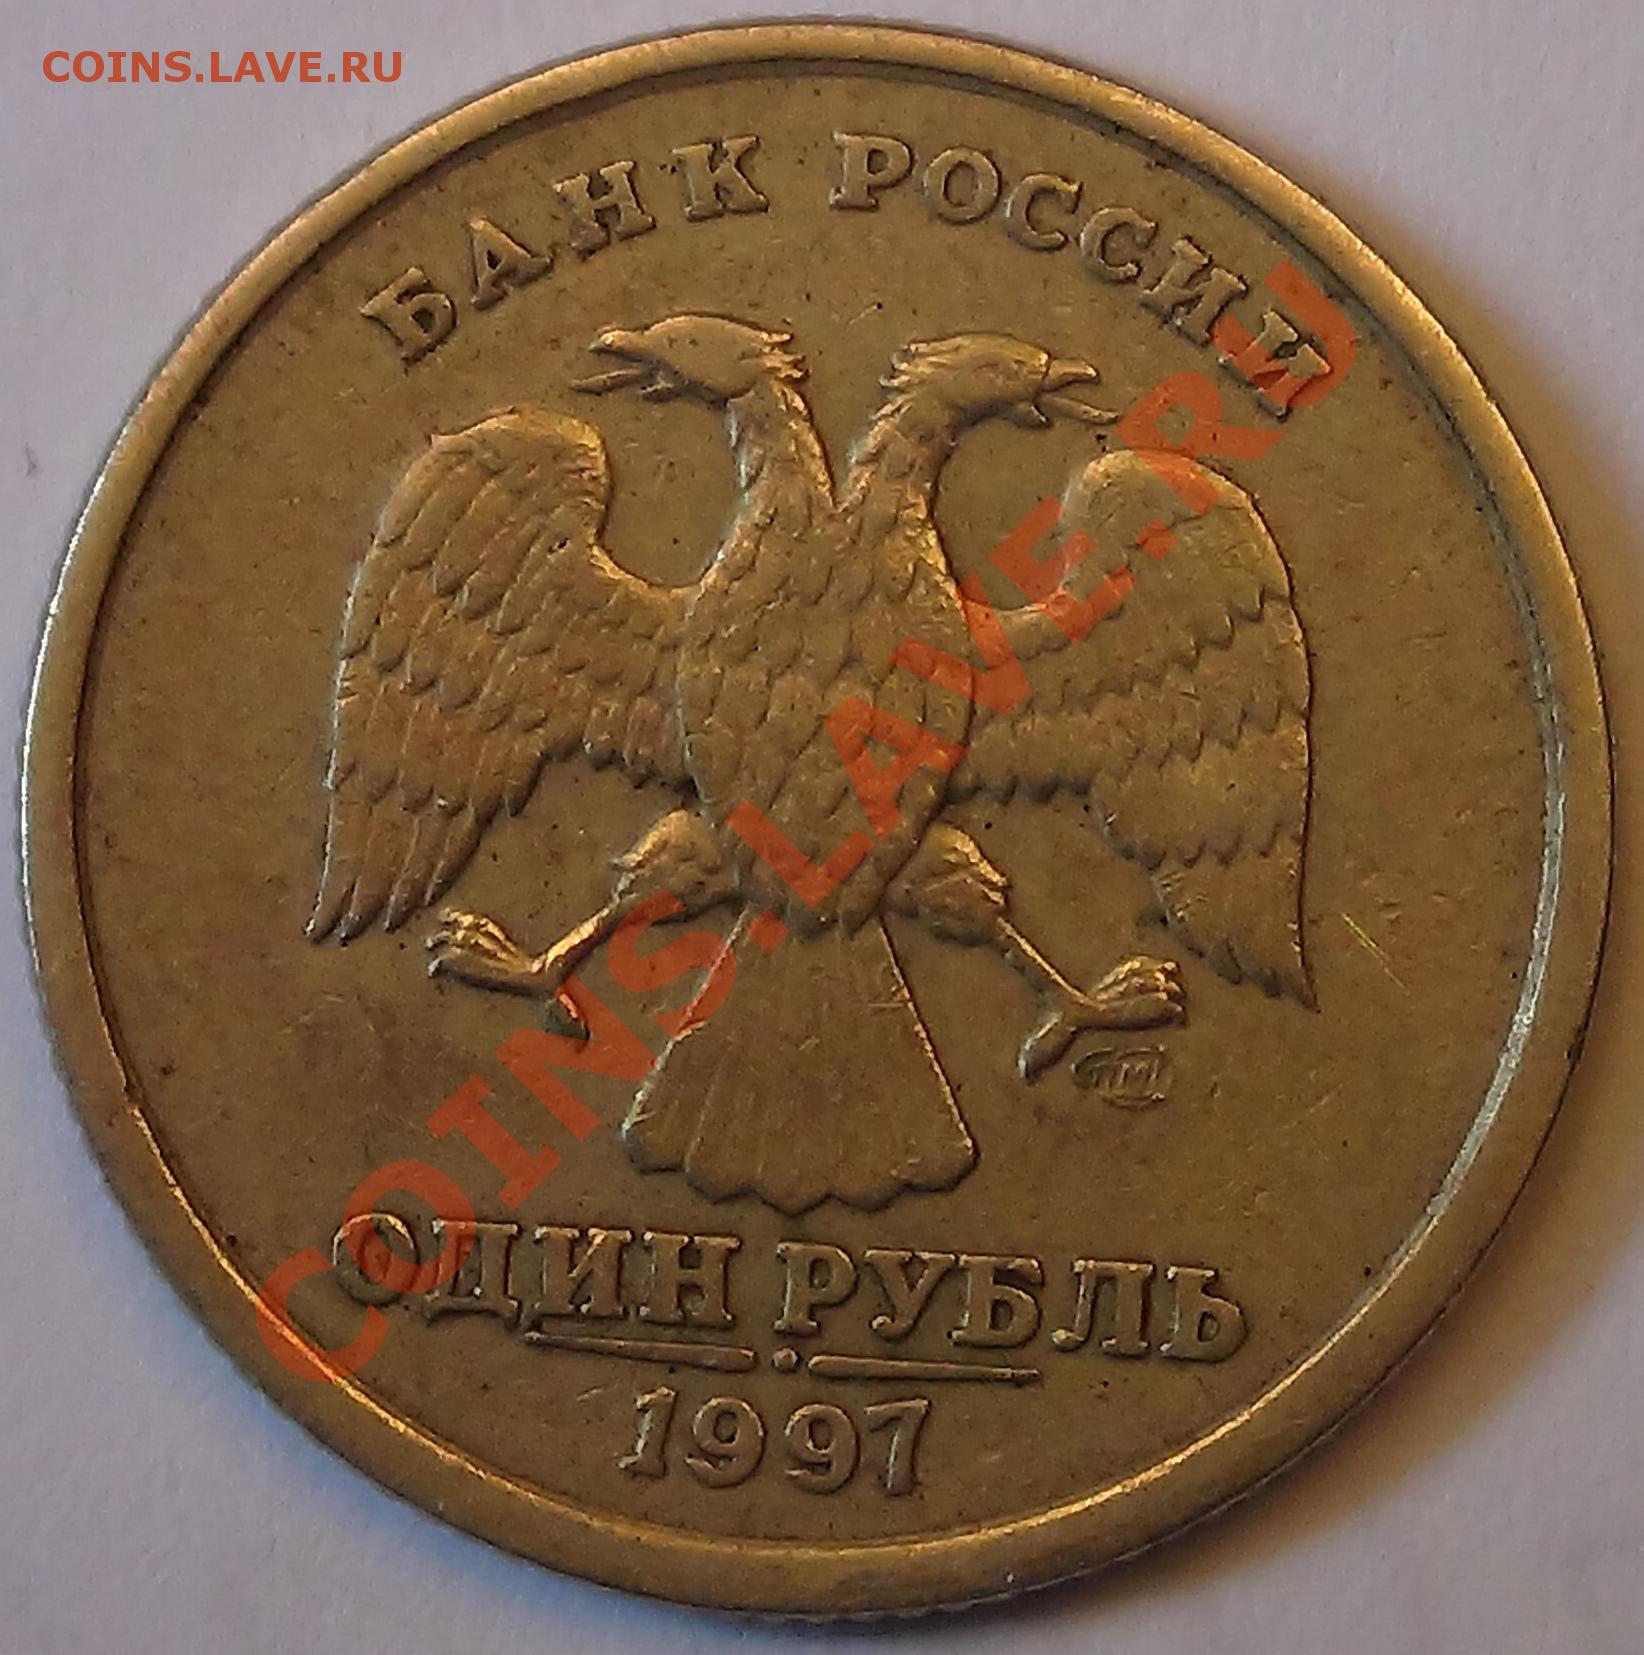 COINS.LAVE.RU
БАНК РОССИИ
COINS.LAVE.RU
ОДИН РУБЛЬ
1997